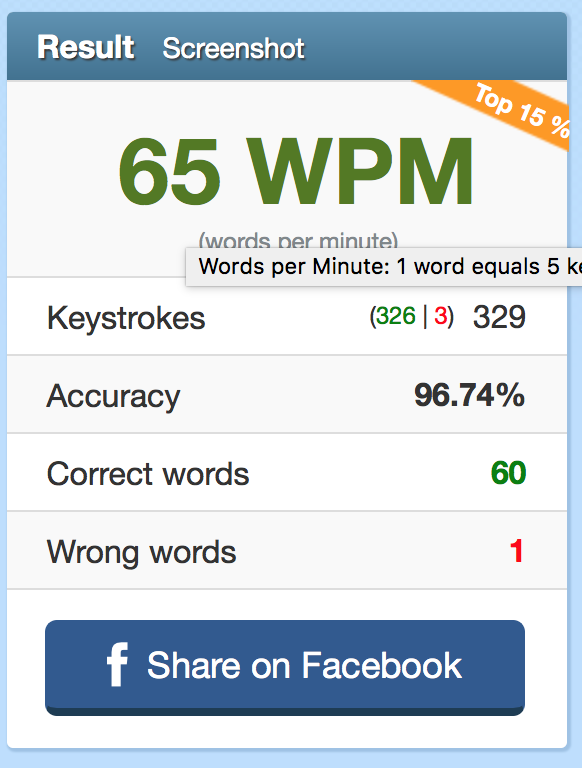 Result Screenshot
Top 15 %
65 WPM
(words per minute)
Words per Minute: 1 word equals 5 ke
Keystrokes (326 | 3) 329
Accuracy 96.74%
Correct words 60
Wrong words 1
f Share on Facebook